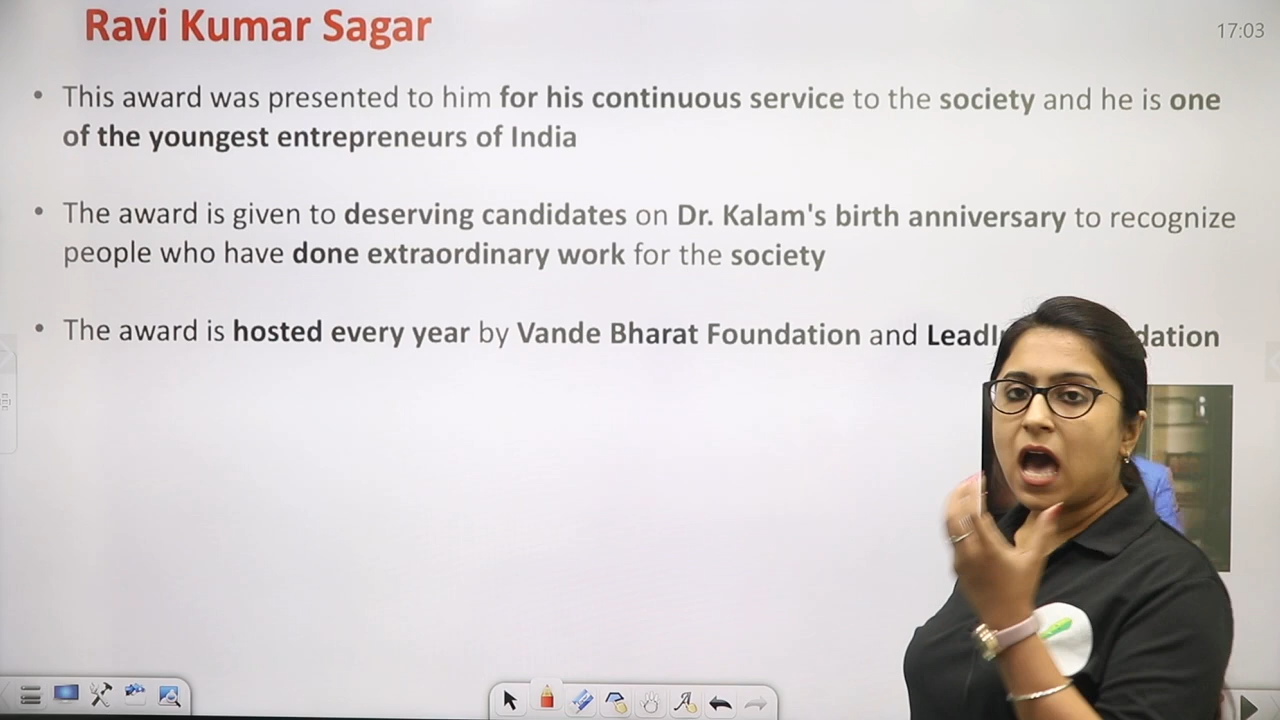 Ravi Kumar Sagar
17:03
• This award was presented to him for his continuous service to the society and he is one
of the youngest entrepreneurs of India
• The award is given to deserving candidates on Dr. Kalam's birth anniversary to recognize
people who have done extraordinary work for the society
• The award is hosted every year by Vande Bharat Foundation and